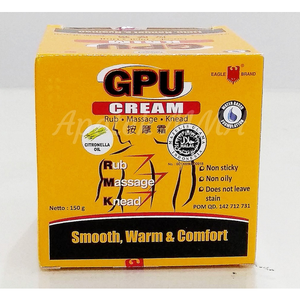 GPU
EAGLE BRAND
CREAM
Rub • Massage • Knead
按摩霜
CITRONELLA
OIL
HALAL
Rub
Massage
Knead
Non sticky
Non oily
Does not leave
stain
Netto : 150 g
POM QD. 142 712 731
Smooth, Warm & Comfort